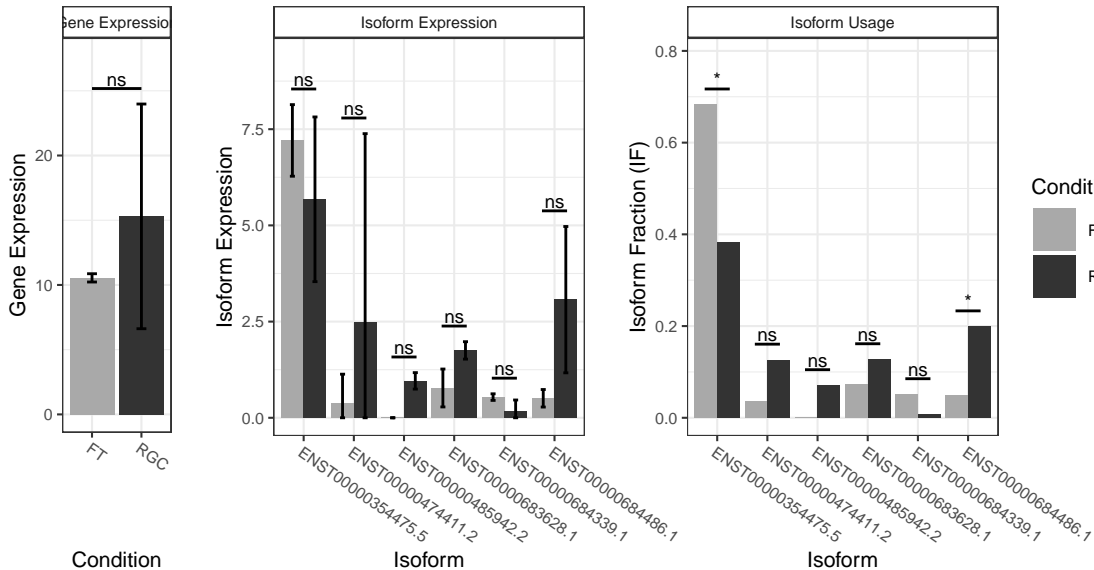 Gene Expression
Gene Expression
20
10
0
ns
FT
RGC
Condition
Isoform Expression
Isoform Expression
7.5
5.0
2.5
0.0
ns
ns
ns
ns
ns
ns
ENST00000354475.5
ENST00000474411.2
ENST00000485942.2
ENST00000683628.1
ENST00000684339.1
ENST00000684486.1
Isoform
Isoform Usage
Isoform Fraction (IF)
0.8
0.6
0.4
0.2
0.0
*
ns
ns
ns
ns
*
ENST00000354475.5
ENST00000474411.2
ENST00000485942.2
ENST00000683628.1
ENST00000684339.1
ENST00000684486.1
Isoform
Conditi